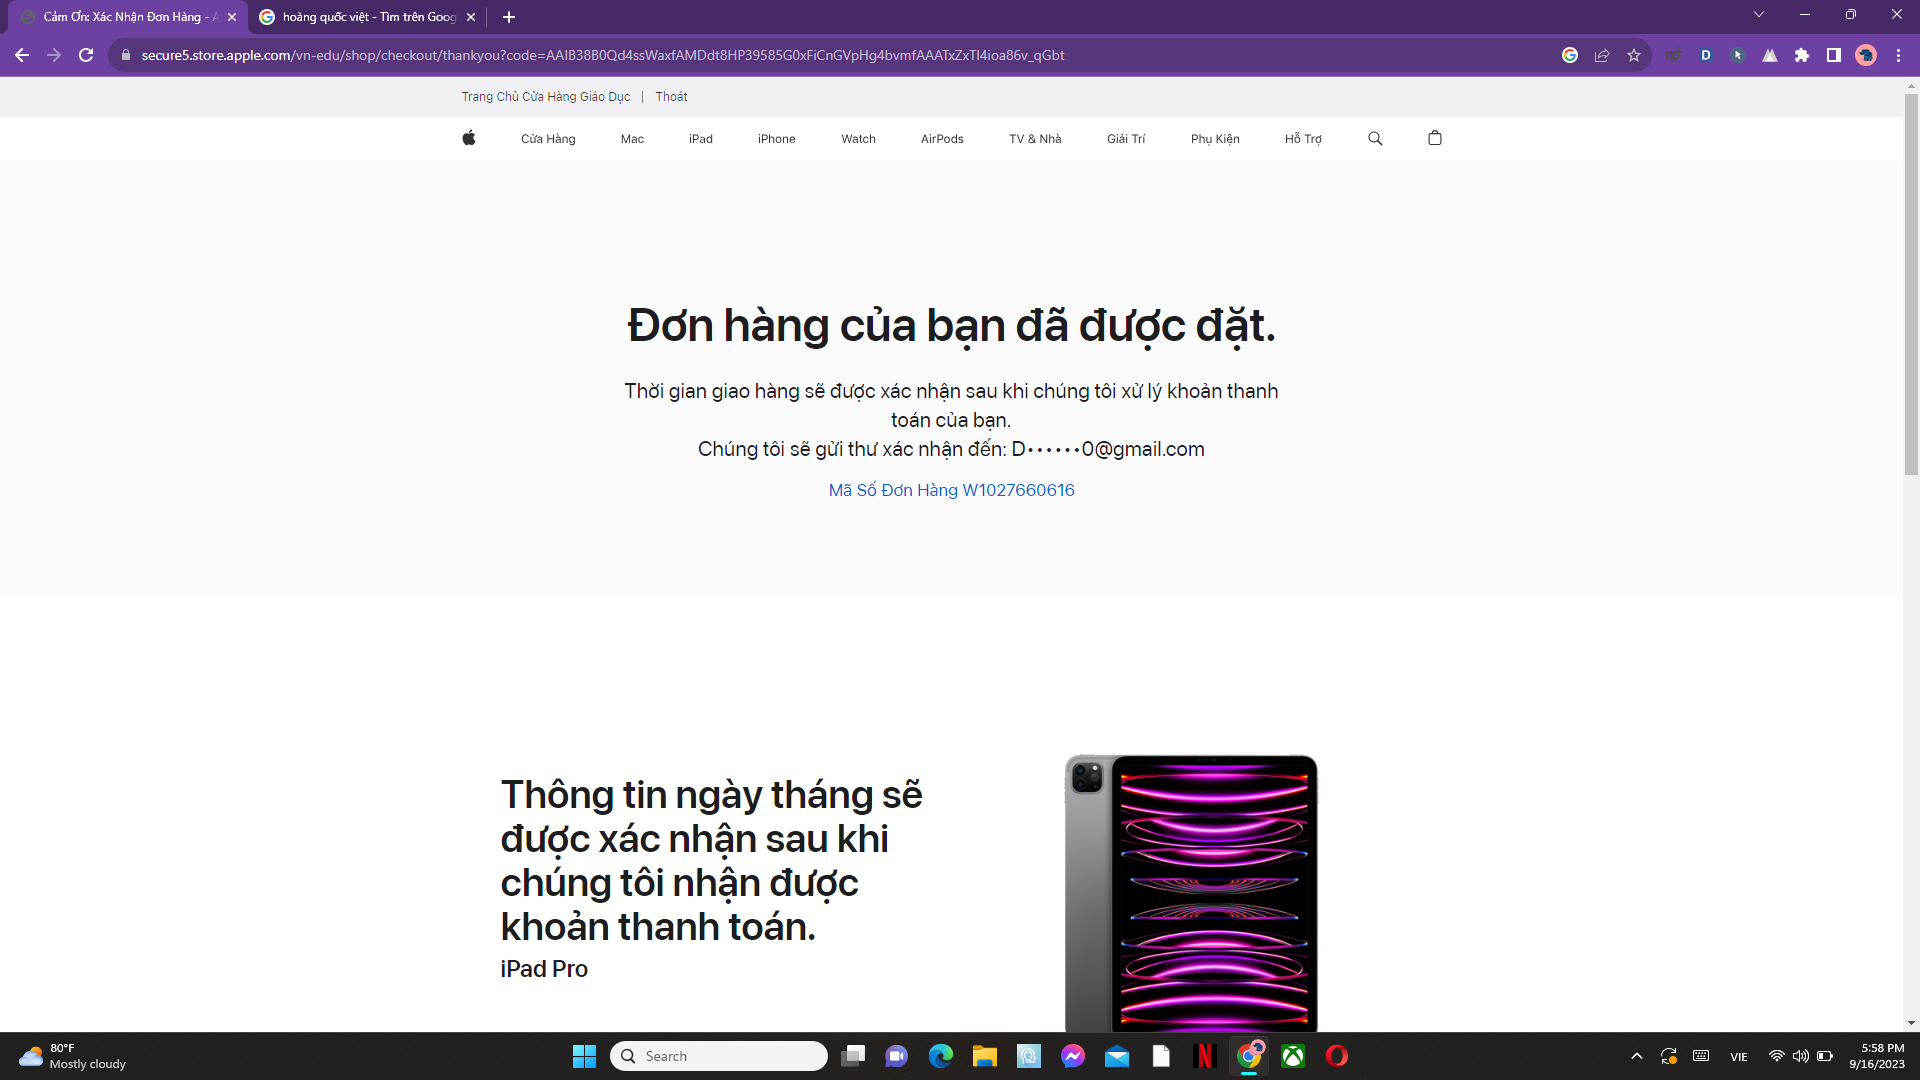 Cảm Ơn: Xác Nhận Đơn Hàng - A
hoàng quốc việt - Tìm trên Goog
secure5.store.apple.com/vn-edu/shop/checkout/thankyou?code=AAIB38B0Qd4ssWaxfAMDdt8HP39585G0xFiCnGVpHg4bvmfAAATxZxTI4ioa86v_qGbt
Trang Chủ Cửa Hàng Giáo Dục | Thoát
Cửa Hàng Mac iPad iPhone Watch AirPods TV & Nhà Giải Trí Phụ Kiện Hỗ Trợ
Đơn hàng của bạn đã được đặt.
Thời gian giao hàng sẽ được xác nhận sau khi chúng tôi xử lý khoản thanh
toán của bạn.
Chúng tôi sẽ gửi thư xác nhận đến: D••••••0@gmail.com
Mã Số Đơn Hàng W1027660616
Thông tin ngày tháng sẽ
được xác nhận sau khi
chúng tôi nhận được
khoản thanh toán.
iPad Pro
80°F
Mostly cloudy
Search
VIE
5:58 PM
9/16/2023